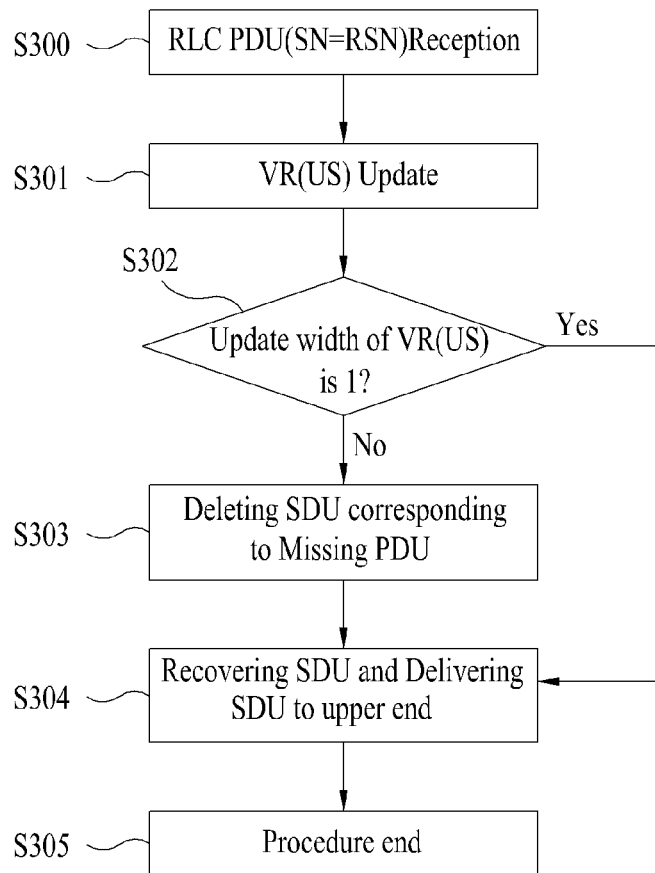 S300
RLC PDU(SN=RSN)Reception
S301
VR(US) Update
S302
Update width of VR(US)
is 1?
Yes
No
S303
Deleting SDU corresponding
to Missing PDU
S304
Recovering SDU and Delivering
SDU to upper end
S305
Procedure end